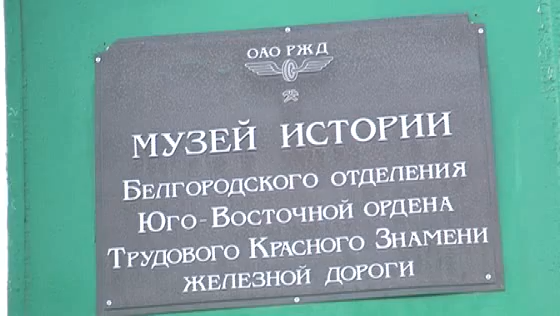 ОАО РЖД
МУЗЕЙ ИСТОРИИ
БЕЛГОРОДСКОГО ОТДЕЛЕНИЯ
ЮГО-ВОСТОЧНОЙ ОРДЕНА
ТРУДОВОГО КРАСНОГО ЗНАМЕНИ
ЖЕЛЕЗНОЙ ДОРОГИ